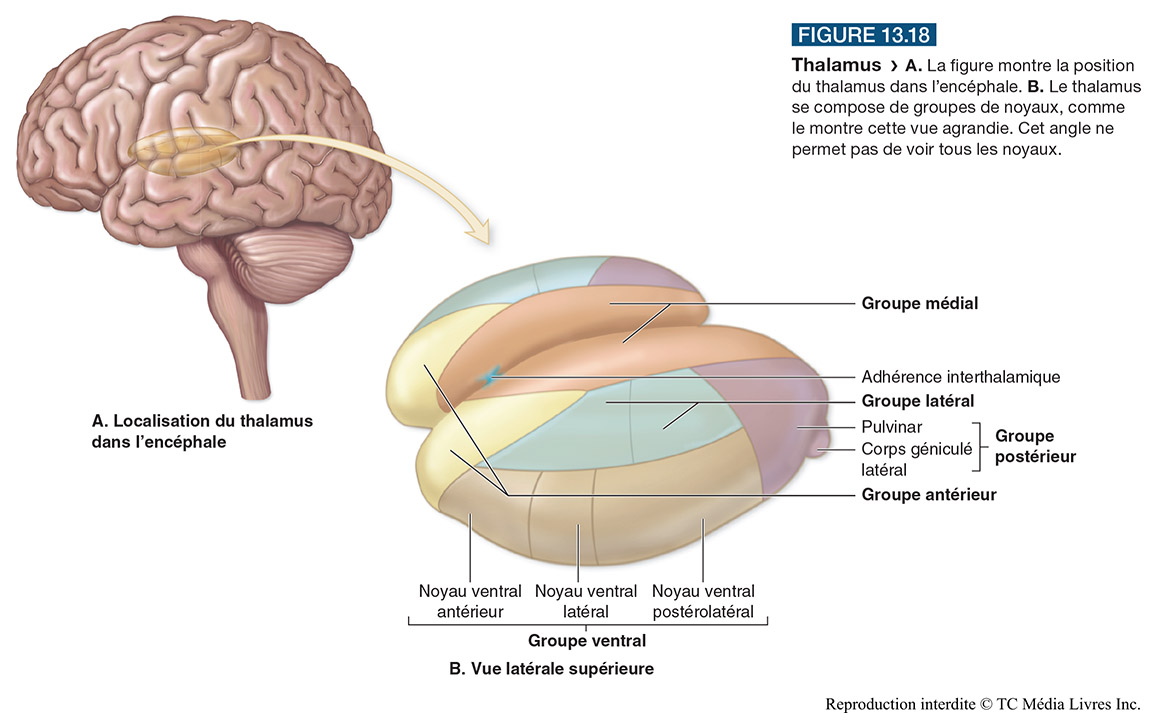 FIGURE 13.18
Thalamus › A. La figure montre la position
du thalamus dans l'encéphale. B. Le thalamus
se compose de groupes de noyaux, comme
le montre cette vue agrandie. Cet angle ne
permet pas de voir tous les noyaux.
A. Localisation du thalamus
dans l'encéphale
Groupe médial
Adhérence interthalamique
Groupe latéral
Pulvinar
Corps géniculé
latéral
Groupe
postérieur
Groupe antérieur
Noyau ventral
antérieur
Noyau ventral
latéral
Noyau ventral
postérolatéral
Groupe ventral
B. Vue latérale supérieure
Reproduction interdite © TC Média Livres Inc.